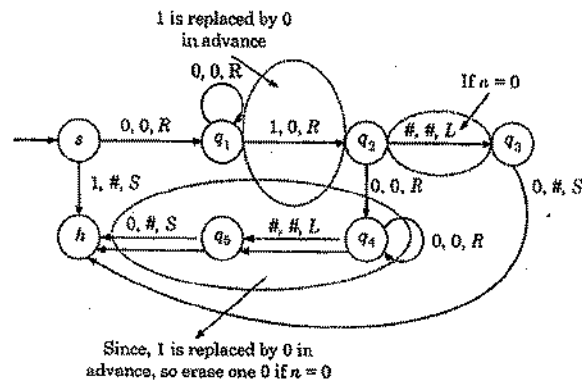 1 is replaced by 0
in advance
0, 0, R
If n = 0
s
0, 0, R
q1
1, 0, R
q2
#, #, L
q3
1, #, S
0, 0, R
0, #, S
h
0, #, S
q5
#, #, L
q4
0, 0, R
Since, 1 is replaced by 0 in
advance, so erase one 0 if n = 0